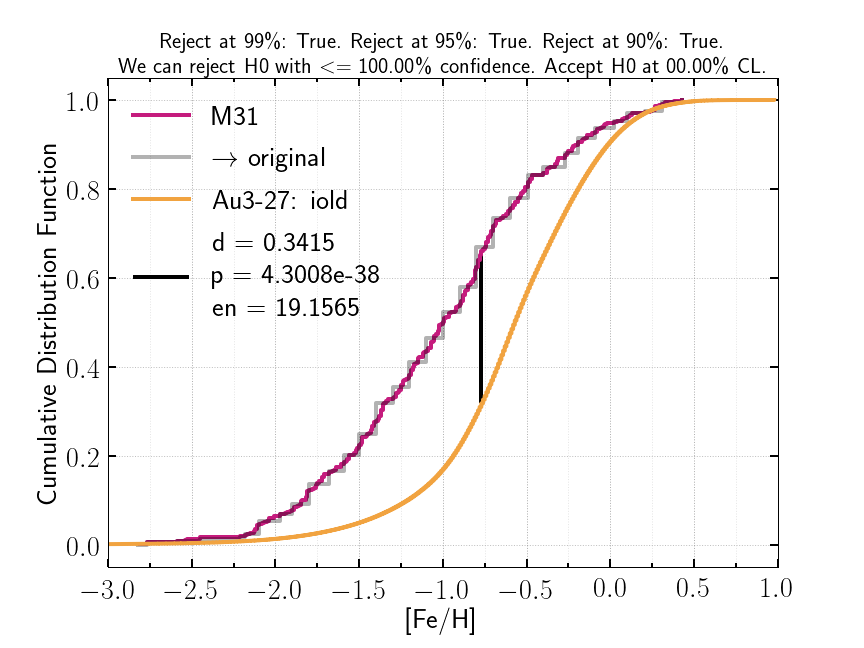 Reject at 99%: True. Reject at 95%: True. Reject at 90%: True.
We can reject H0 with <= 100.00% confidence. Accept H0 at 00.00% CL.
M31
→ original
Au3-27: iold
d = 0.3415
p = 4.3008e-38
en = 19.1565
Cumulative Distribution Function
1.0
0.8
0.6
0.4
0.2
0.0
−3.0 −2.5 −2.0 −1.5 −1.0 −0.5 0.0 0.5 1.0
[Fe/H]